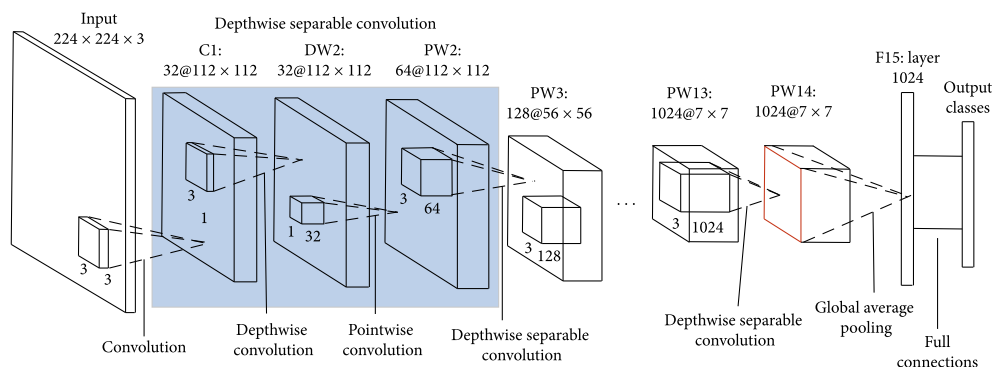 Input
224 × 224 × 3
Depthwise separable convolution
C1:
32@112 × 112
DW2:
32@112 × 112
PW2:
64@112 × 112
PW3:
128@56 × 56
PW13:
1024@7 × 7
PW14:
1024@7 × 7
F15: layer
1024
Output
classes
3
3
3
1
1
32
3
64
3
128
...
3
1024
Convolution
Depthwise
convolution
Pointwise
convolution
Depthwise separable
convolution
Depthwise separable
convolution
Global average
pooling
Full
connections